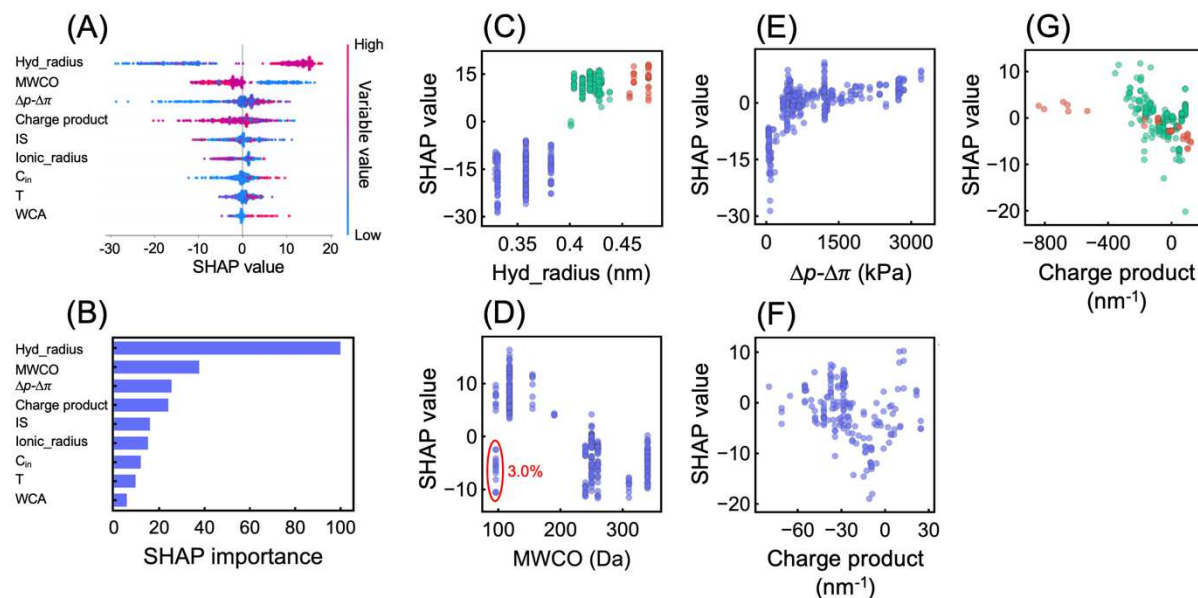 (A)
Hyd_radius
MWCO
Δp-Δπ
Charge product
IS
Ionic_radius
C_in
T
WCA
-30 -20 -10 0 10 20
SHAP value
High
Variable value
Low
(B)
Hyd_radius
MWCO
Δp-Δπ
Charge product
IS
Ionic_radius
C_in
T
WCA
0 20 40 60 80 100
SHAP importance
(C)
SHAP value
30
15
0
−15
−30
0.35 0.4 0.45
Hyd_radius (nm)
(D)
SHAP value
10
0
−10
3.0%
100 200 300
MWCO (Da)
(E)
SHAP value
15
0
−15
−30
0 1500 3000
Δp-Δπ (kPa)
(F)
SHAP value
10
0
−10
−20
−60 −30 0 30
Charge product
(nm⁻¹)
(G)
SHAP value
10
0
−10
−20
−800 −400 0
Charge product
(nm⁻¹)